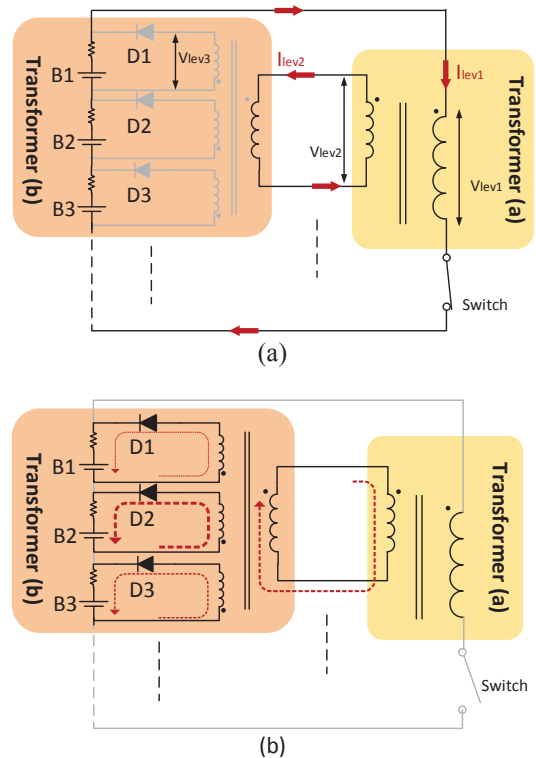 Transformer (b)
B1
B2
B3
D1
D2
D3
Vlev3
Ilev2
Vlev2
Ilev1
Vlev1
Transformer (a)
Switch
(a)
Transformer (b)
B1
B2
B3
D1
D2
D3
Transformer (a)
Switch
(b)